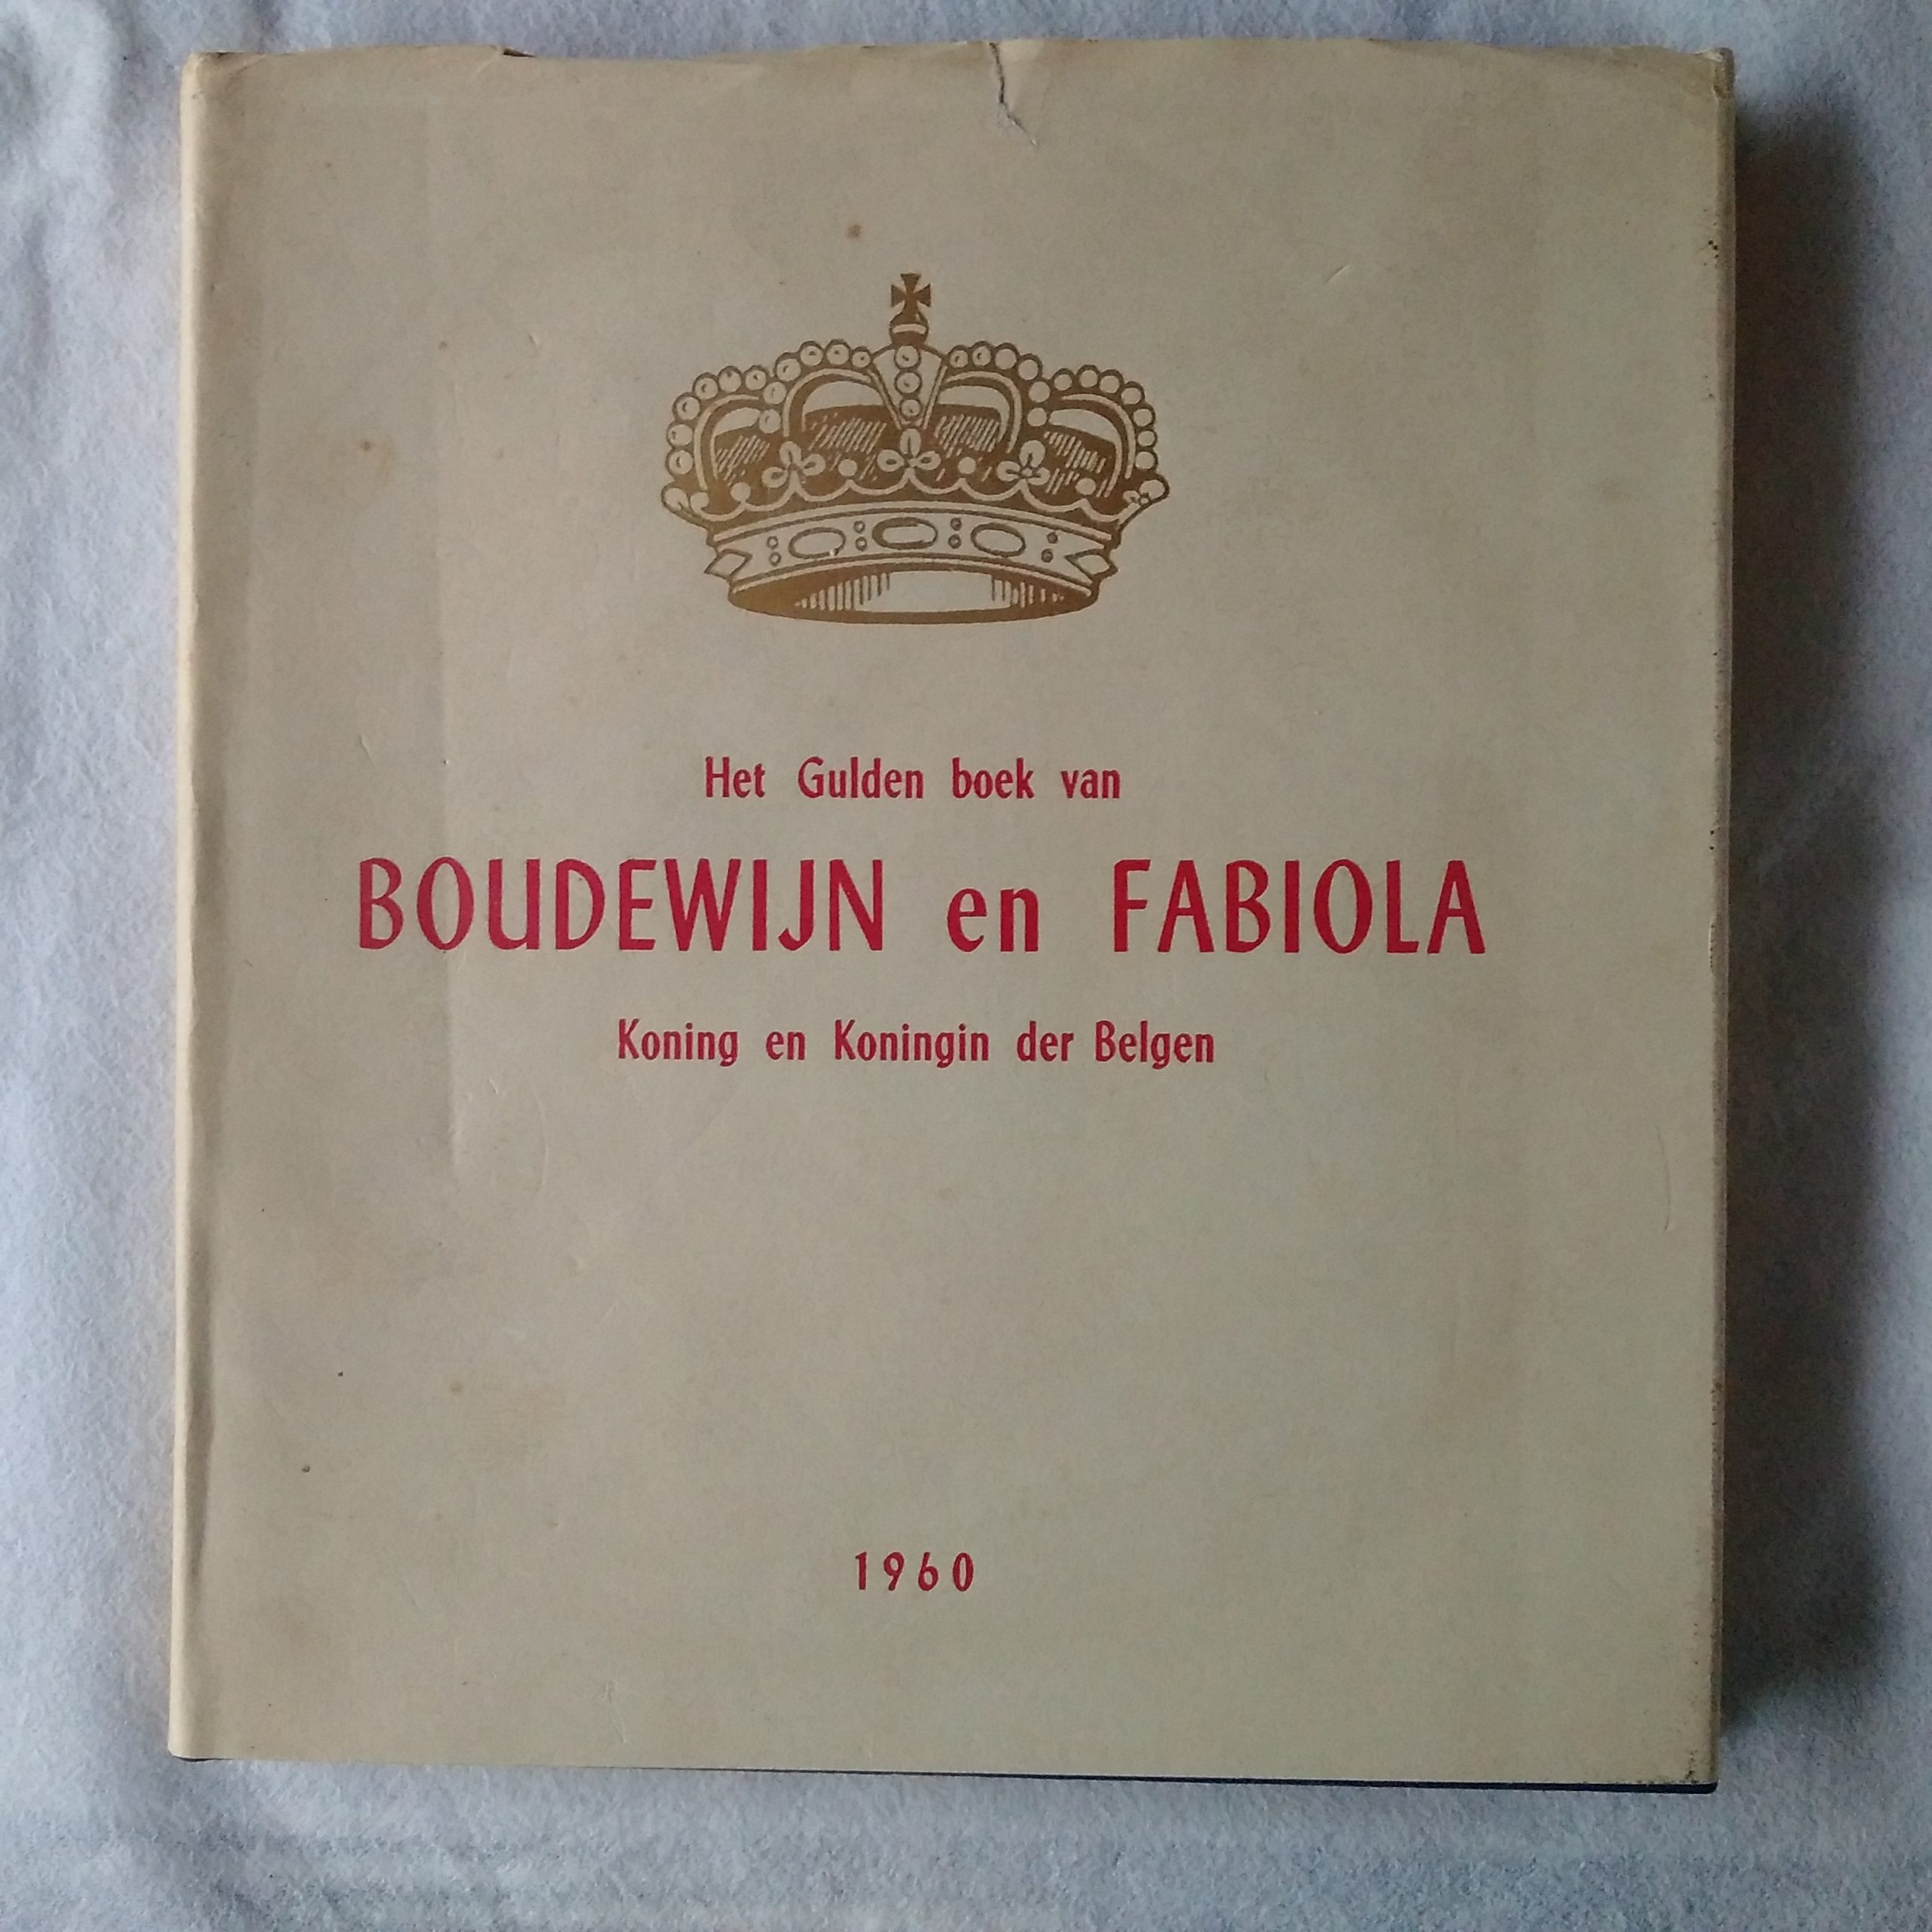 Het Gulden boek van
BOUDEWIJN en FABIOLA
Koning en Koningin der Belgen
1960